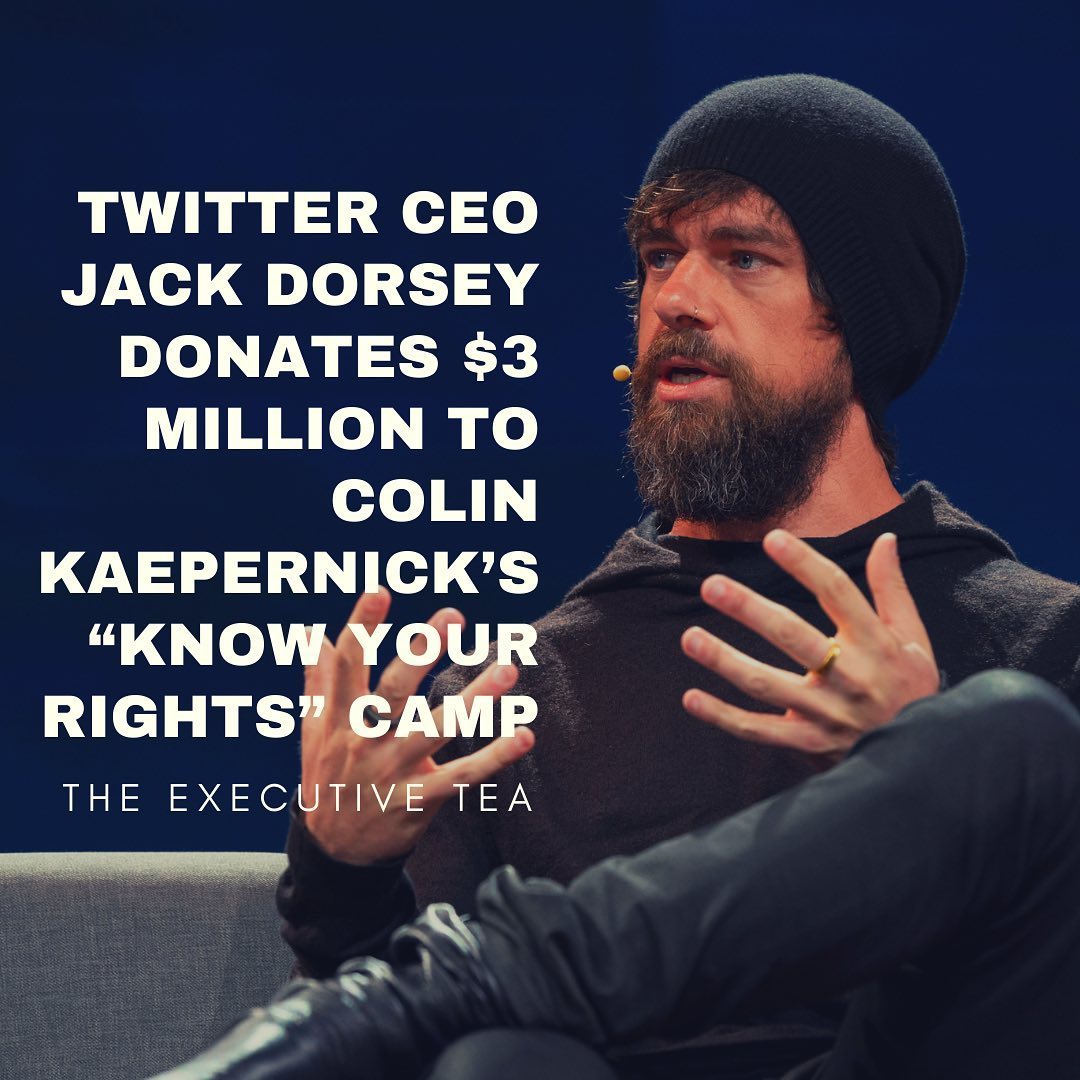 TWITTER CEO
JACK DORSEY
DONATES $3
MILLION TO
COLIN
KAEPERNICK’S
“KNOW YOUR
RIGHTS” CAMP
THE EXECUTIVE TEA